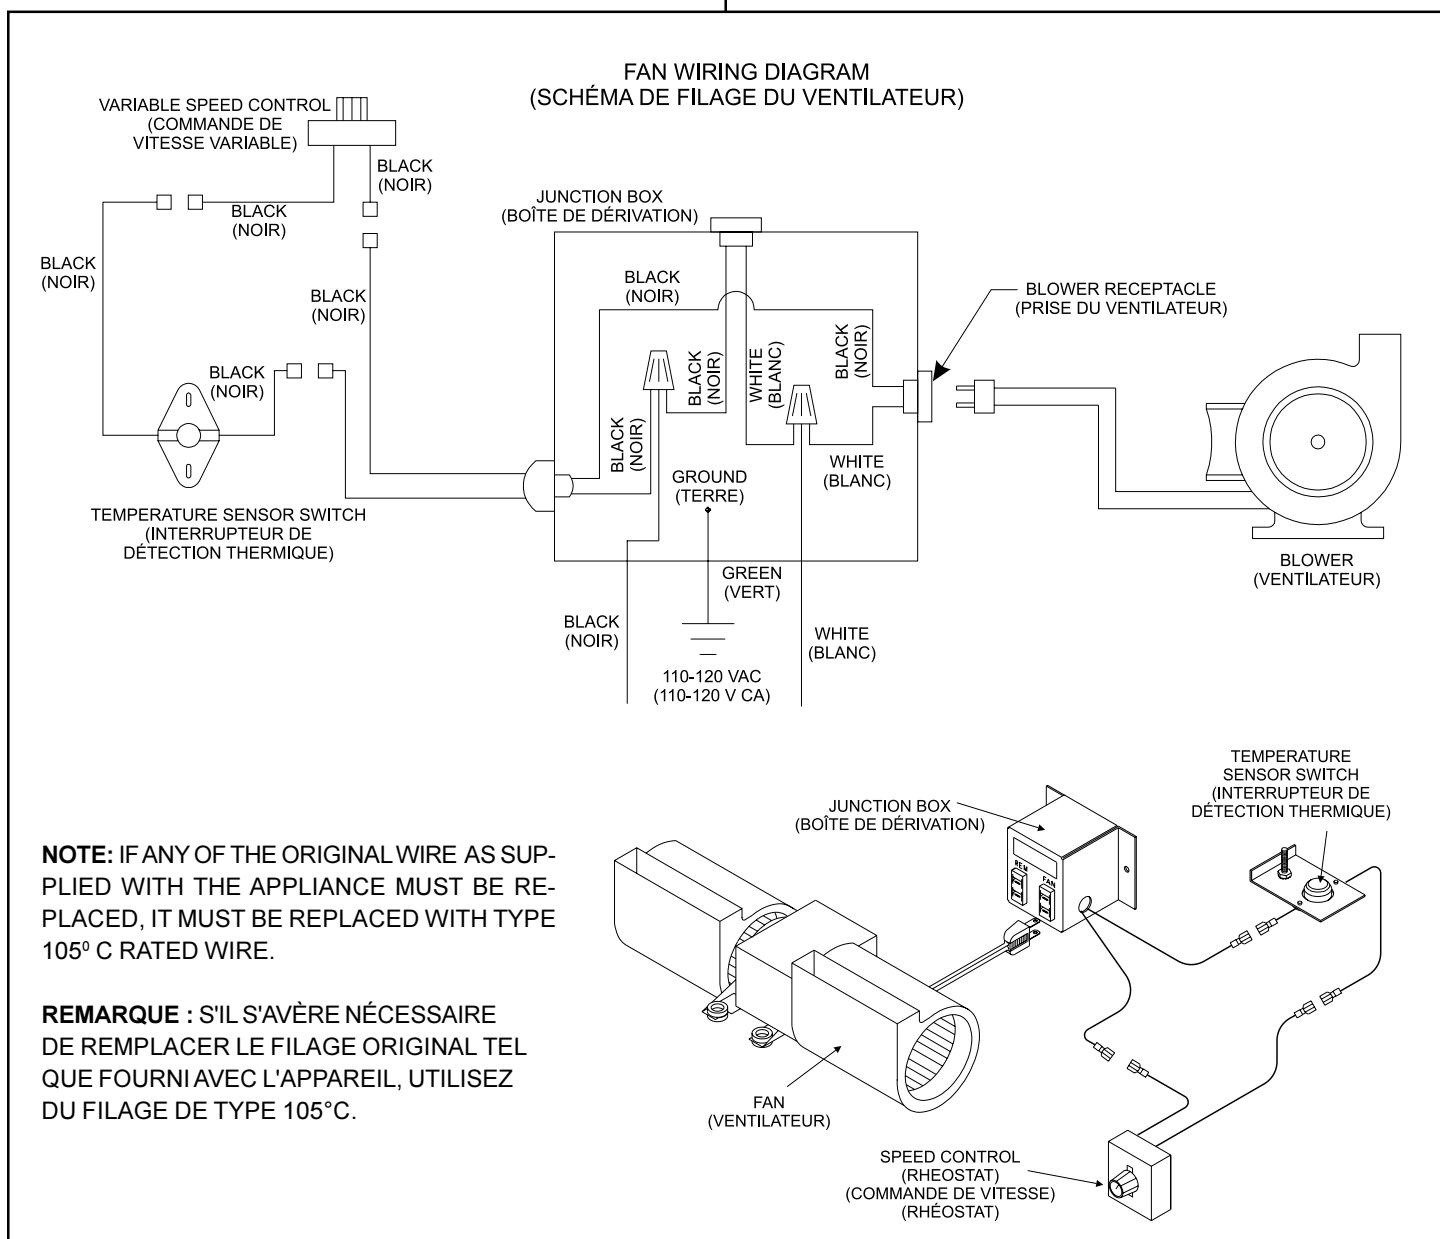 FAN WIRING DIAGRAM
(SCHÉMA DE FILAGE DU VENTILATEUR)
VARIABLE SPEED CONTROL
(COMMANDE DE
VITESSE VARIABLE)
BLACK
(NOIR)
BLACK
(NOIR)
BLACK
(NOIR)
BLACK
(NOIR)
BLACK
(NOIR)
TEMPERATURE SENSOR SWITCH
(INTERRUPTEUR DE
DÉTECTION THERMIQUE)
JUNCTION BOX
(BOÎTE DE DÉRIVATION)
BLACK
(NOIR)
BLACK
(NOIR)
WHITE
(BLANC)
BLACK
(NOIR)
BLACK
(NOIR)
GROUND
(TERRE)
WHITE
(BLANC)
BLOWER RECEPTACLE
(PRISE DU VENTILATEUR)
BLOWER
(VENTILATEUR)
GREEN
(VERT)
BLACK
(NOIR)
WHITE
(BLANC)
110-120 VAC
(110-120 V CA)
NOTE: IF ANY OF THE ORIGINAL WIRE AS SUP-
PLIED WITH THE APPLIANCE MUST BE RE-
PLACED, IT MUST BE REPLACED WITH TYPE
105⁰ C RATED WIRE.
REMARQUE : S'IL S'AVÈRE NÉCESSAIRE
DE REMPLACER LE FILAGE ORIGINAL TEL
QUE FOURNI AVEC L'APPAREIL, UTILISEZ
DU FILAGE DE TYPE 105°C.
JUNCTION BOX
(BOÎTE DE DÉRIVATION)
REM
FAN
TEMPERATURE
SENSOR SWITCH
(INTERRUPTEUR DE
DÉTECTION THERMIQUE)
FAN
(VENTILATEUR)
SPEED CONTROL
(RHEOSTAT)
(COMMANDE DE VITESSE)
(RHÉOSTAT)